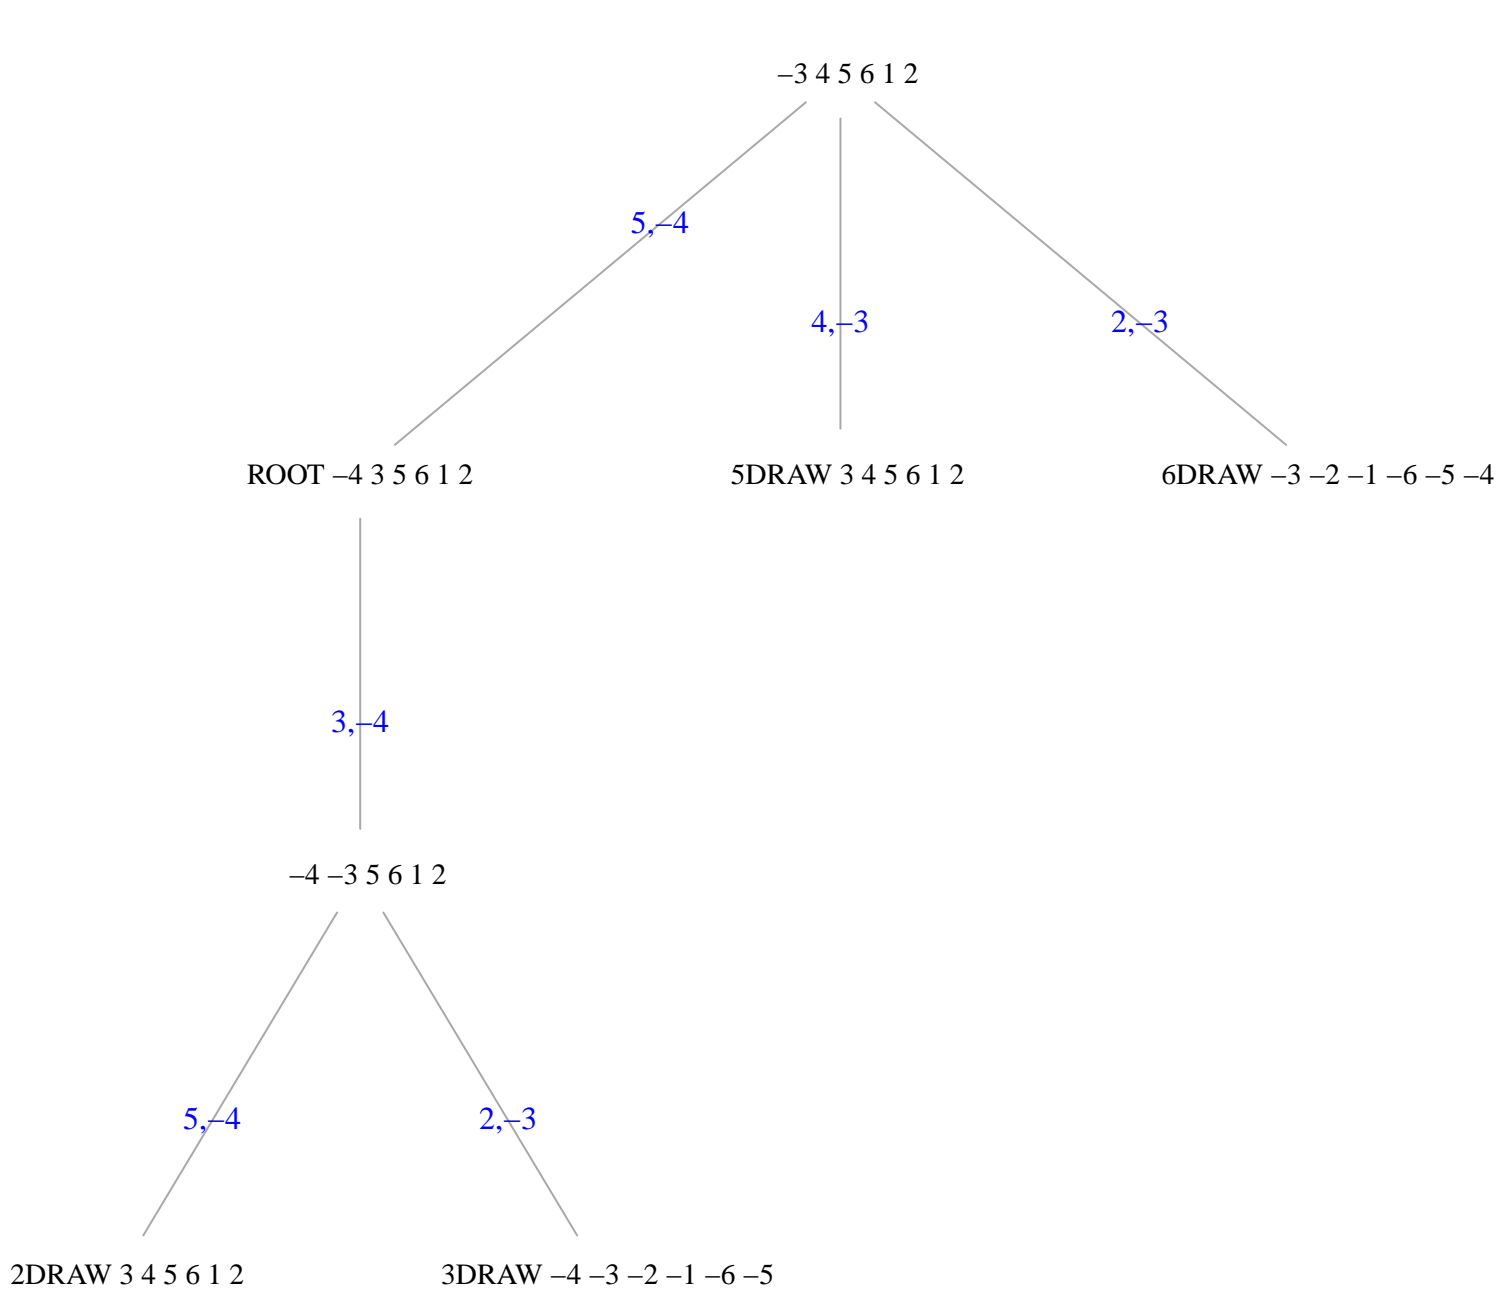 –3 4 5 6 1 2
5,–4
4,–3
2,–3
ROOT –4 3 5 6 1 2
5DRAW 3 4 5 6 1 2
6DRAW –3 –2 –1 –6 –5 –4
3,–4
–4 –3 5 6 1 2
5,–4
2,–3
2DRAW 3 4 5 6 1 2
3DRAW –4 –3 –2 –1 –6 –5